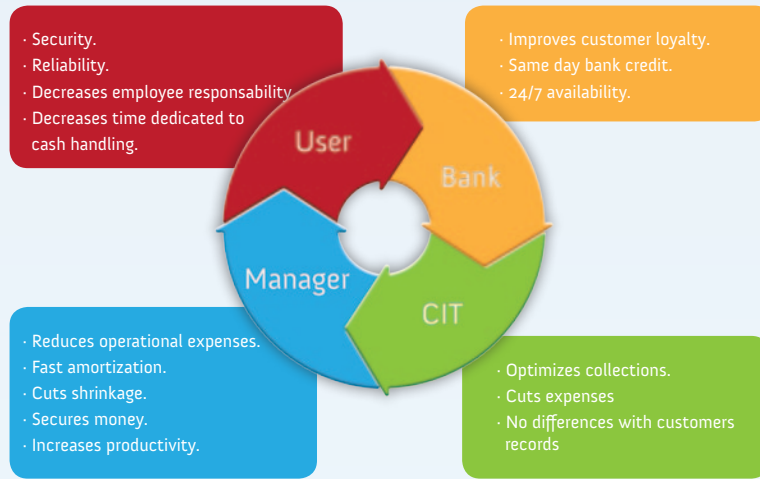 · Security.
· Reliability.
· Decreases employee responsability
· Decreases time dedicated to
cash handling.
· Improves customer loyalty.
· Same day bank credit.
· 24/7 availability.
User
Bank
Manager
CIT
· Reduces operational expenses.
· Fast amortization.
· Cuts shrinkage.
· Secures money.
· Increases productivity.
· Optimizes collections.
· Cuts expenses
· No differences with customers
records